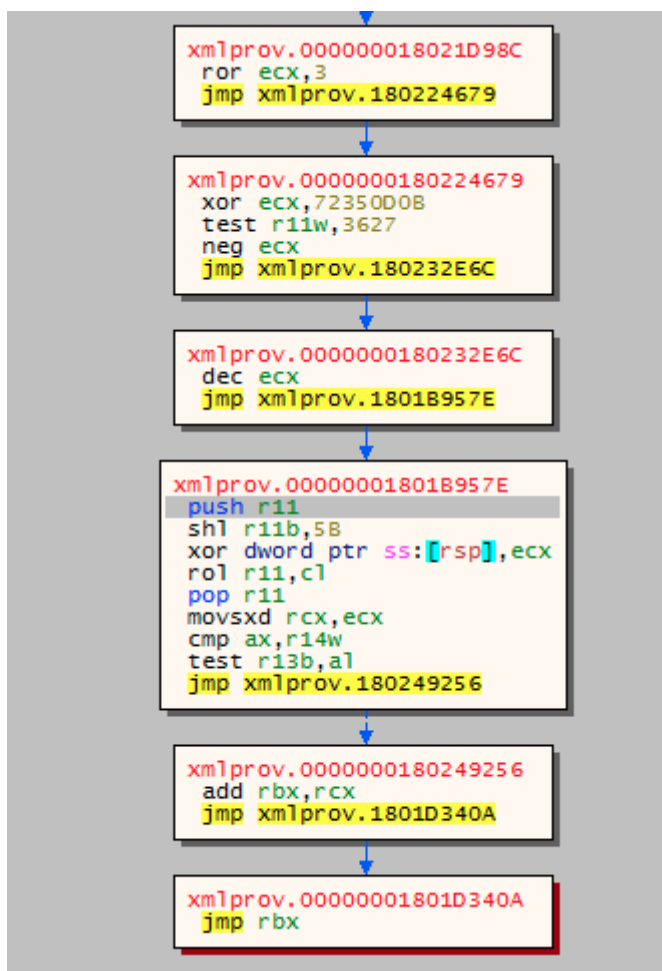 xmlprov.000000018021D98C
ror ecx,3
jmp xmlprov.180224679
xmlprov.0000000180224679
xor ecx,72350D0B
test r11w,3627
neg ecx
jmp xmlprov.180232E6C
xmlprov.0000000180232E6C
dec ecx
jmp xmlprov.1801B957E
xmlprov.00000001801B957E
push r11
shl r11b,5B
xor dword ptr ss:[rsp],ecx
rol r11,cl
pop r11
movsxd rcx,ecx
cmp ax,r14w
test r13b,al
jmp xmlprov.180249256
xmlprov.0000000180249256
add rbx,rcx
jmp xmlprov.1801D340A
xmlprov.00000001801D340A
jmp rbx